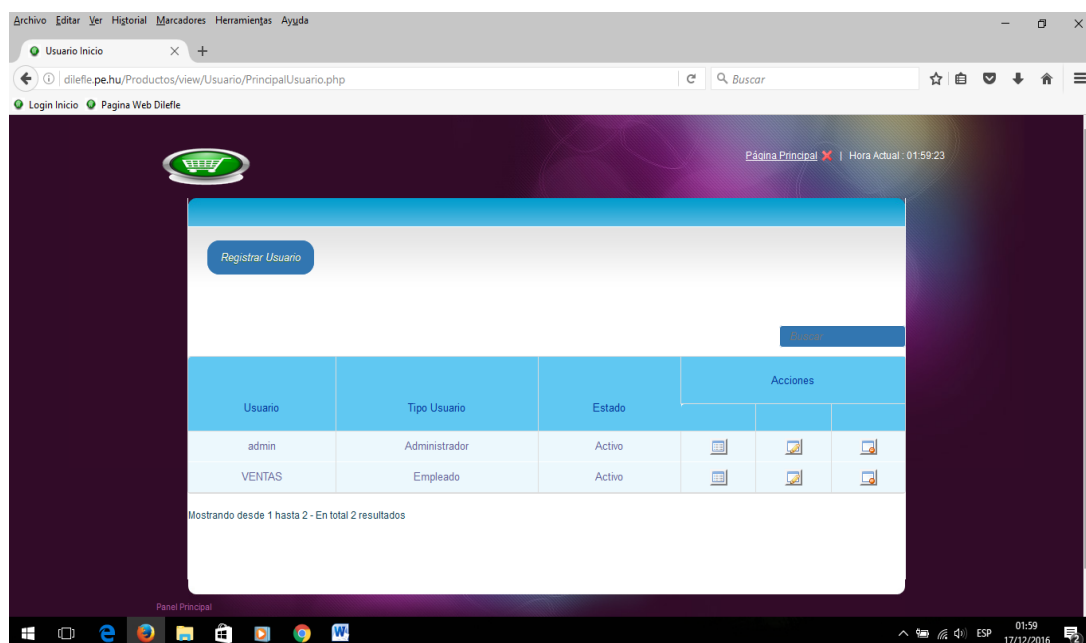 Archivo Editar Ver Historial Marcadores Herramientas Ayuda
Usuario Inicio
dilefle.pe.hu/Productos/view/Usuario/PrincipalUsuario.php
Buscar
Login Inicio Pagina Web Dilefle
Página Principal | Hora Actual : 01:59:23
Registrar Usuario
Buscar
Acciones
Usuario Tipo Usuario Estado
admin Administrador Activo
VENTAS Empleado Activo
Mostrando desde 1 hasta 2 - En total 2 resultados
Panel Principal
ESP
01:59
17/12/2016